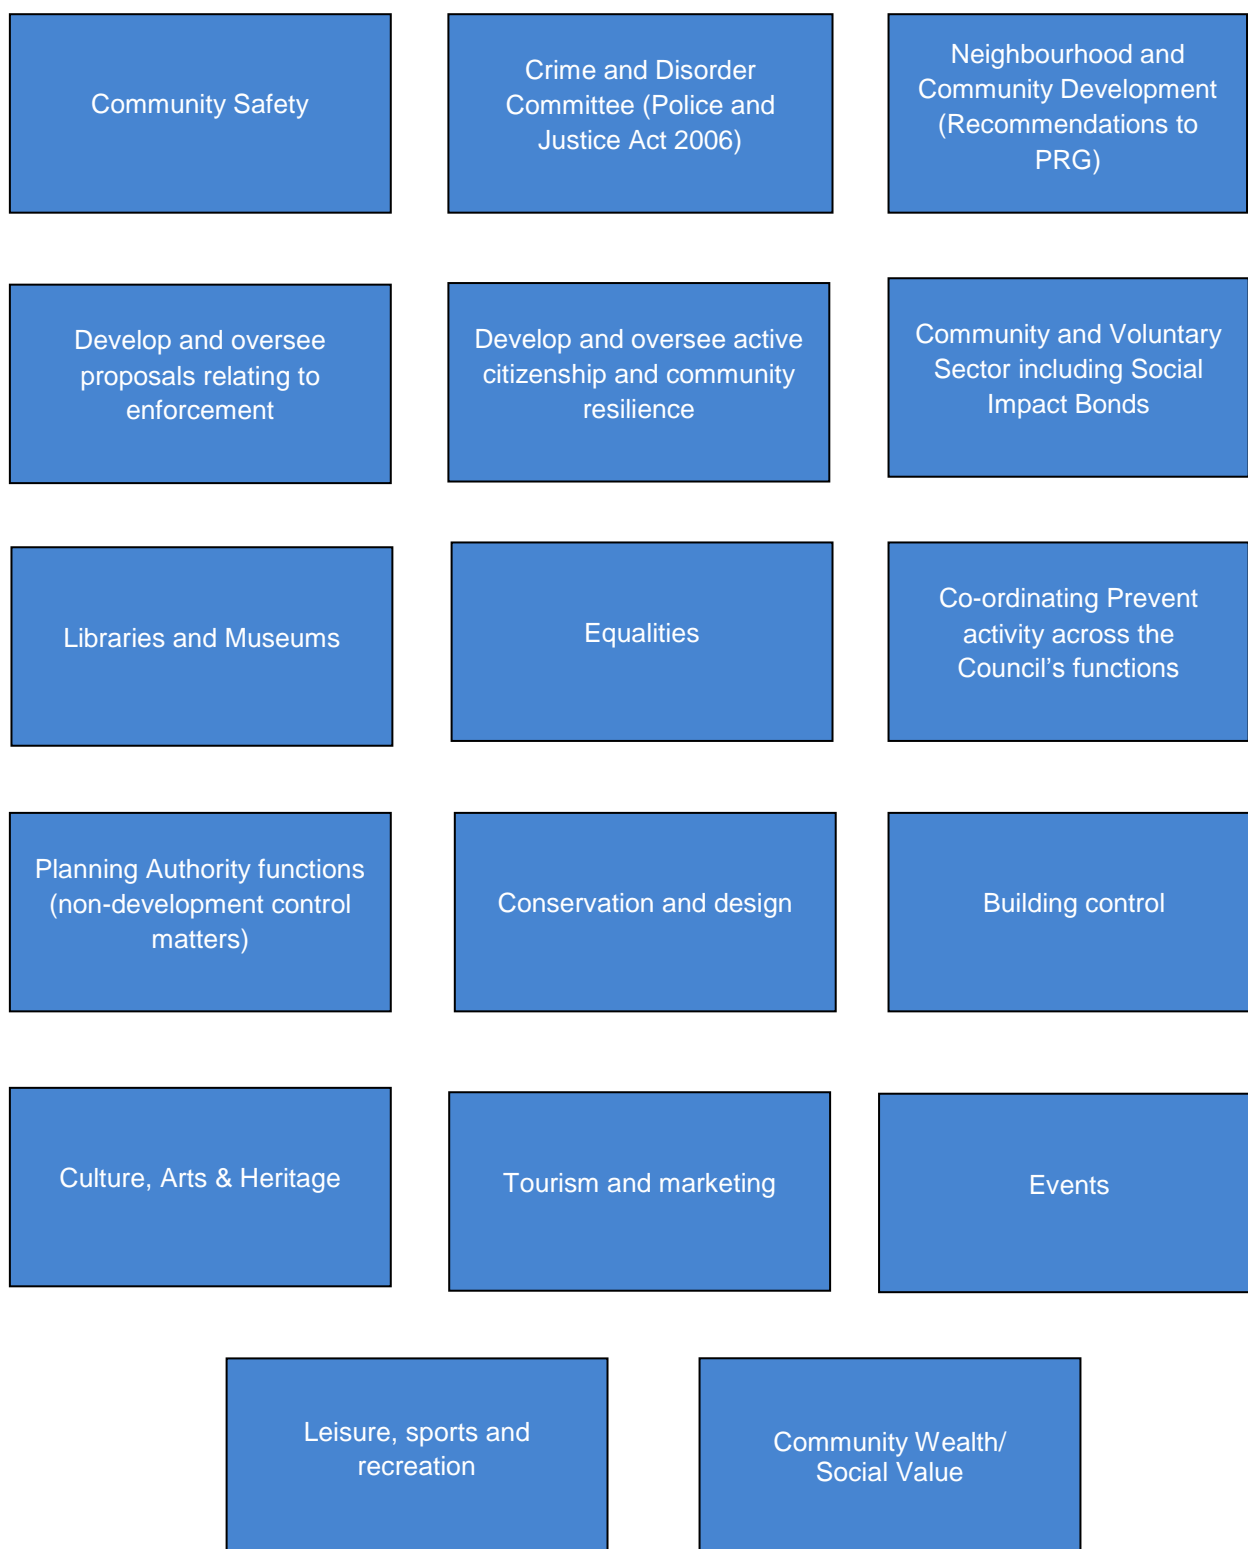 Community Safety
Crime and Disorder
Committee (Police and
Justice Act 2006)
Neighbourhood and
Community Development
(Recommendations to
PRG)
Develop and oversee
proposals relating to
enforcement
Develop and oversee active
citizenship and community
resilience
Community and Voluntary
Sector including Social
Impact Bonds
Libraries and Museums
Equalities
Co-ordinating Prevent
activity across the
Council’s functions
Planning Authority functions
(non-development control
matters)
Conservation and design
Building control
Culture, Arts & Heritage
Tourism and marketing
Events
Leisure, sports and
recreation
Community Wealth/
Social Value